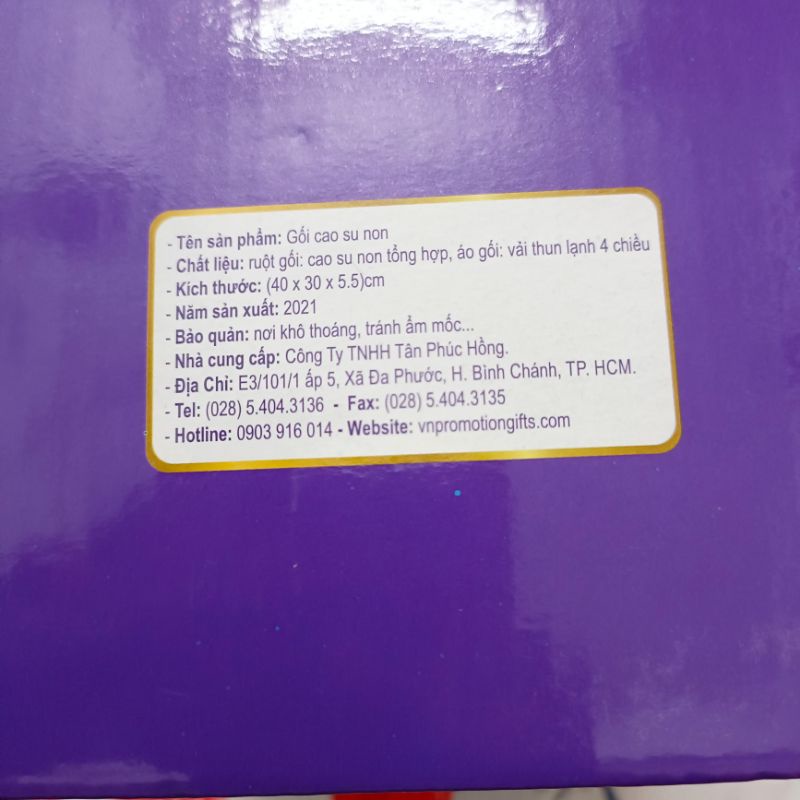 - Tên sản phẩm: Gối cao su non
- Chất liệu: ruột gối: cao su non tổng hợp, áo gối: vải thun lạnh 4 chiều
- Kích thước: (40 x 30 x 5.5)cm
- Năm sản xuất: 2021
- Bảo quản: nơi khô thoáng, tránh ẩm mốc...
- Nhà cung cấp: Công Ty TNHH Tân Phúc Hồng.
- Địa Chỉ: E3/101/1 ấp 5, Xã Đa Phước, H. Bình Chánh, TP. HCM.
- Tel: (028) 5.404.3136 - Fax: (028) 5.404.3135
- Hotline: 0903 916 014 - Website: vnpromotiongifts.com